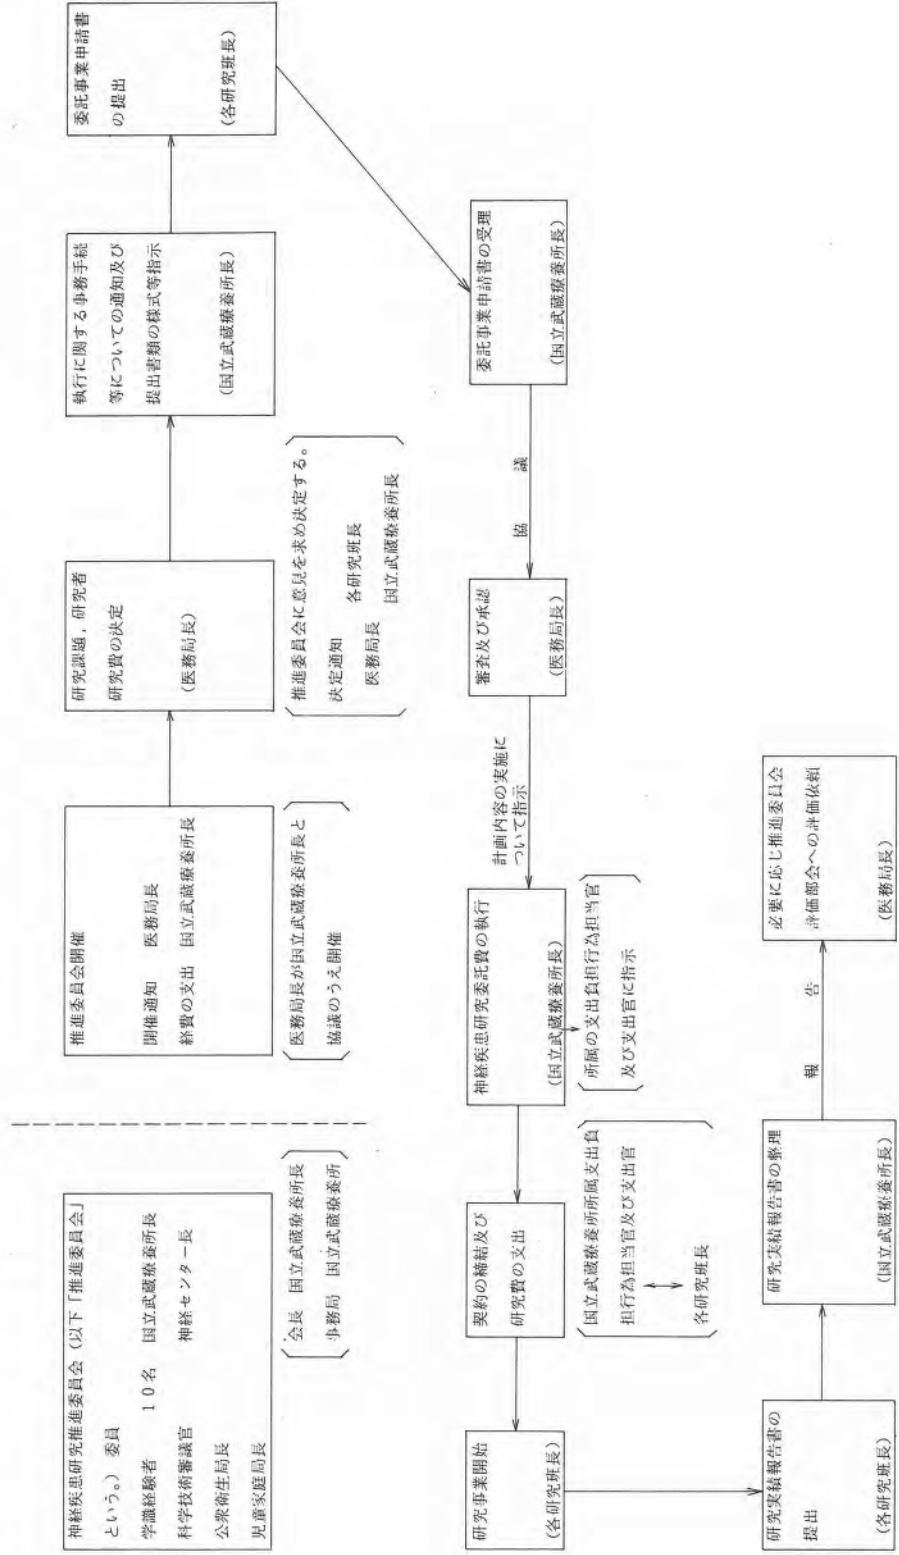 神経疾患研究推進委員会（以下「推進委員会」
という。） 委員
学識経験者 10名 国立武蔵療養所長
科学技術審議官 神経センター長
公衆衛生局長
児童家庭局長
会長 国立武蔵療養所長
事務局 国立武蔵療養所
推進委員会開催
開催通知 医務局長
経費の支出 国立武蔵療養所長
医務局長が国立武蔵療養所長と
協議のうえ開催
研究課題，研究者
研究費の決定
(医務局長)
推進委員会に意見を求め決定する。
決定通知
各研究班長
医務局長
国立武蔵療養所長
執行に関する事務手続
等についての通知及び
提出書類の様式等指示
(国立武蔵療養所長)
委託事業申請書
の提出
(各研究班長)
委託事業申請書の受理
(国立武蔵療養所長)
協 議
審査及び承認
(医務局長)
計画内容の実施に
ついて指示
神経疾患研究委託費の執行
(国立武蔵療養所長)
所属の支出負担行為担当官
及び支出官に指示
契約の締結及び
研究費の支出
国立武蔵療養所所属支出負
担行為担当官及び支出官
各研究班長
研究事業開始
(各研究班長)
研究実績報告書の
提出
(各研究班長)
研究実績報告書の整理
(国立武蔵療養所長)
報 告
必要に応じ推進委員会
評価部会への評価依頼
(医務局長)